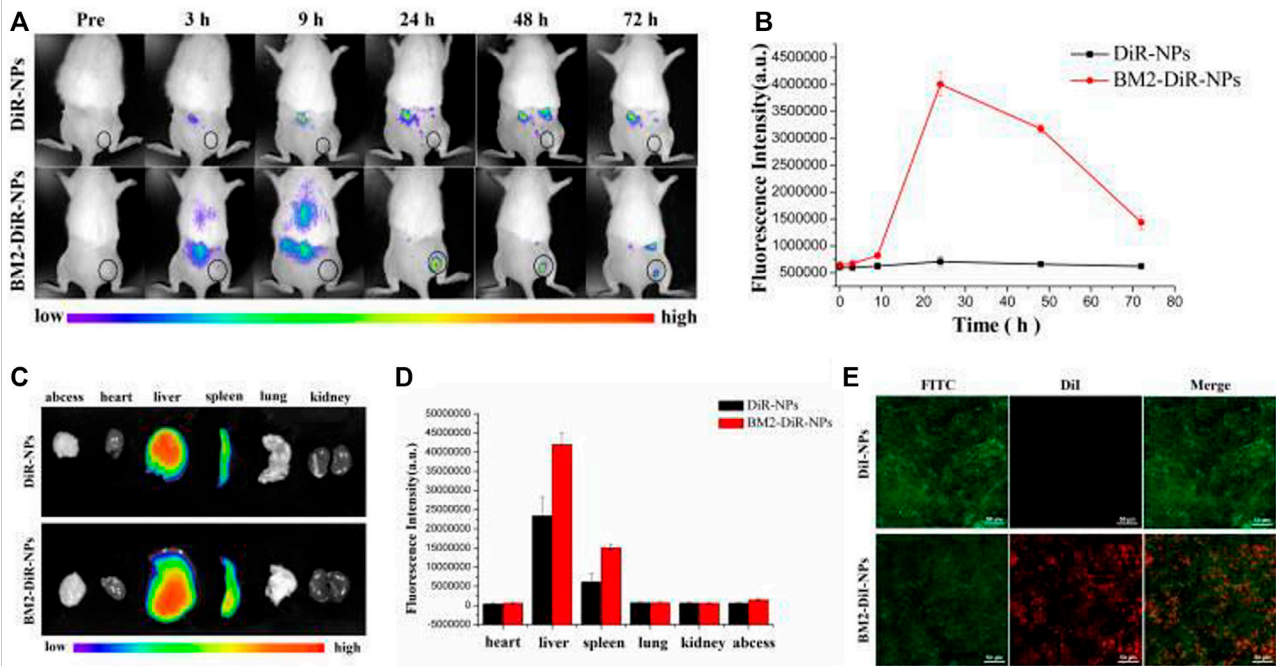 A
Pre 3 h 9 h 24 h 48 h 72 h
DiR-NPs
BM2-DiR-NPs
low high
B
Fluorescence Intensity(a.u.)
4500000
4000000
3500000
3000000
2500000
2000000
1500000
1000000
500000
0 10 20 30 40 50 60 70 80
Time ( h )
DiR-NPs
BM2-DiR-NPs
C
abcess heart liver spleen lung kidney
DiR-NPs
BM2-DiR-NPs
low high
D
Fluorescence Intensity(a.u.)
50000000
45000000
40000000
35000000
30000000
25000000
20000000
15000000
10000000
5000000
0
-5000000
heart liver spleen lung kidney abcess
DiR-NPs
BM2-DiR-NPs
E
FITC DiI Merge
DiI-NPs
BM2-DiI-NPs